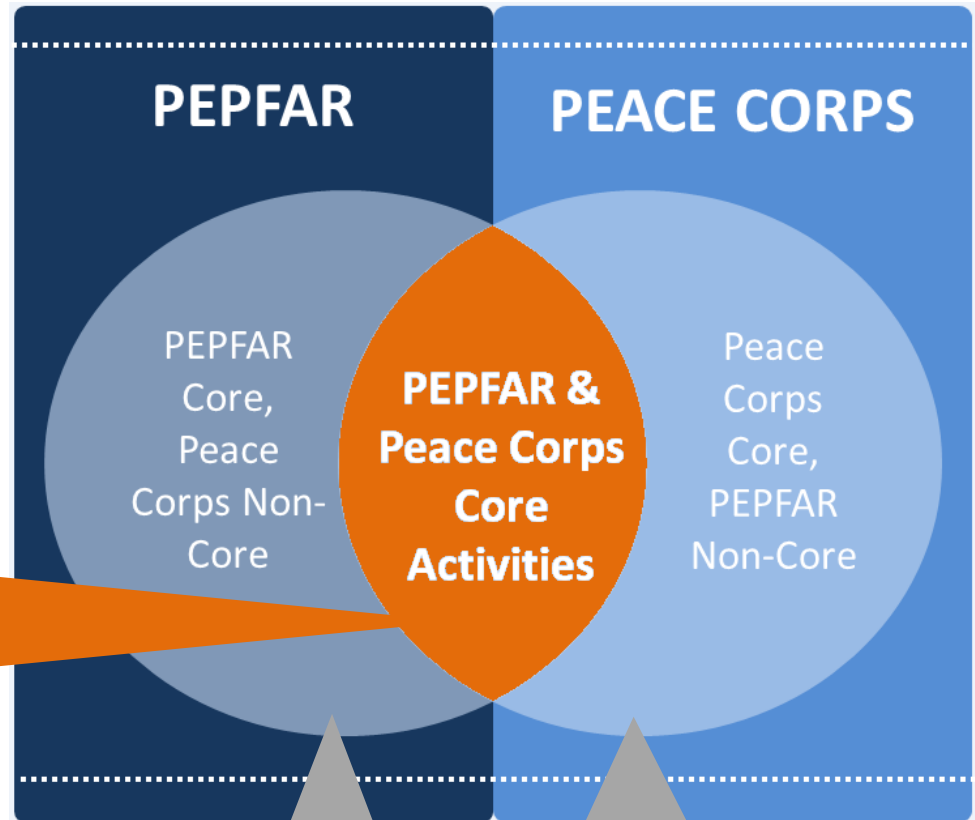 PEPFAR
PEACE CORPS
PEPFAR
Core,
Peace
Corps Non-
Core
PEPFAR &
Peace Corps
Core
Activities
Peace
Corps
Core,
PEPFAR
Non-Core